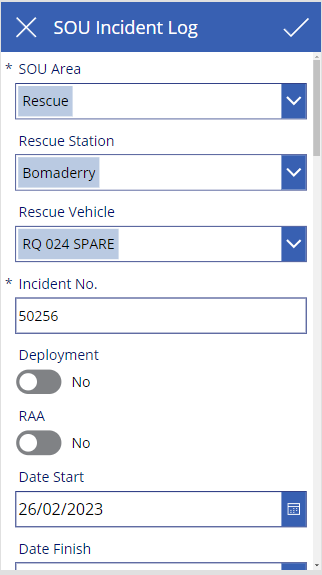 SOU Incident Log
* SOU Area
Rescue
Rescue Station
Bomaderry
Rescue Vehicle
RQ 024 SPARE
* Incident No.
50256
Deployment
No
RAA
No
Date Start
26/02/2023
Date Finish